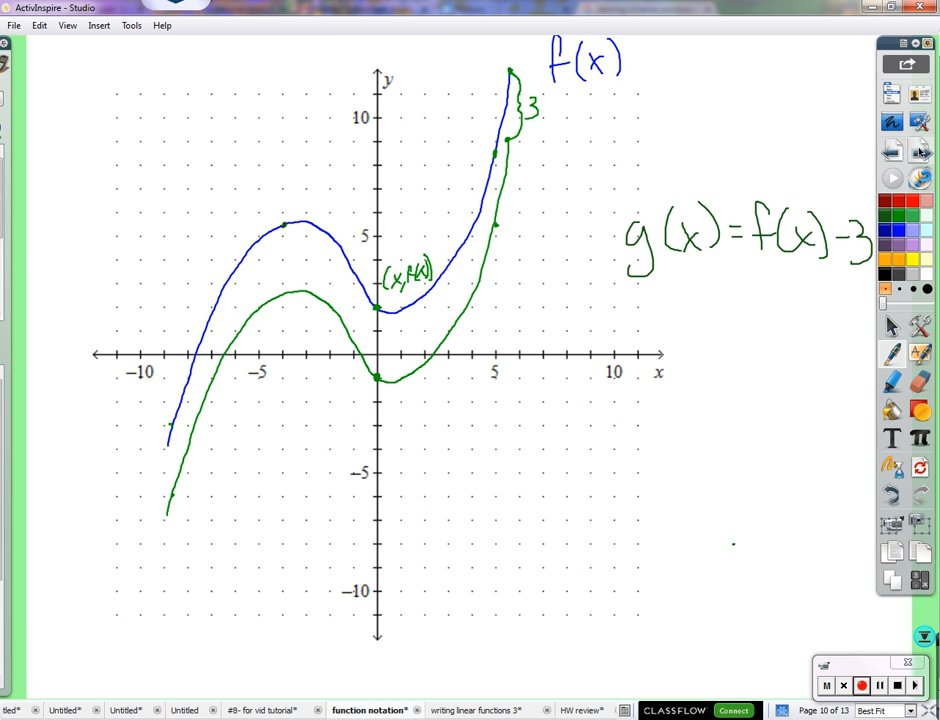 ActivInspire - Studio
File Edit View Insert Tools Help
f(x)
y
10
3
5
(x, f(x))
g(x) = f(x) - 3
-10 -5 5 10 x
-5
-10
T π
M
tled* Untitled* Untitled* Untitled #8- for vid tutorial* function notation* writing linear functions 3* HW review* CLASSFLOW Connect Page 10 of 13 Best Fit